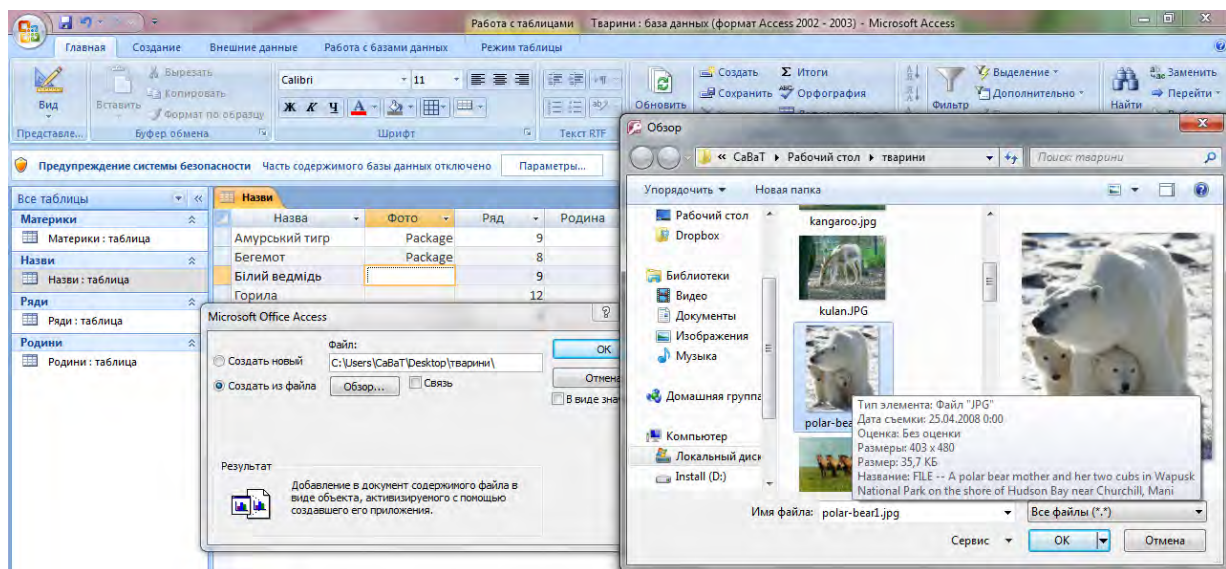 Работа с таблицами Тварини : база данных (формат Access 2002 - 2003) - Microsoft Access
Главная Создание Внешние данные Работа с базами данных Режим таблицы
Вид
Вставить
Вырезать
Копировать
Формат по образцу
Calibri 11
Ж К Ч А
Обновить
Создать
Сохранить
Σ Итоги
Орфография
Фильтр
Выделение
Дополнительно
Найти
Заменить
Перейти
Представле... Буфер обмена Шрифт Текст RTF
Предупреждение системы безопасности Часть содержимого базы данных отключено Параметры...
Все таблицы
Материки
Материки : таблица
Назви
Назви : таблица
Ряди
Ряди : таблица
Родини
Родини : таблица
Назви
Назва Фото Ряд Родина
Амурський тигр Package 9
Бегемот Package 8
Білий ведмідь 9
Горила 12
Microsoft Office Access
Создать новый
Создать из файла
Файл:
C:\Users\CaBaT\Desktop\тварини\
Обзор... Связь
ОК
Отмена
В виде зна
Результат
Добавление в документ содержимого файла в
виде объекта, активизируеного с помощью
создавшего его приложения.
Обзор
« CaBaT Рабочий стол тварини
Поиск: тварини
Упорядочить Новая папка
Рабочий стол
Dropbox
Библиотеки
Видео
Документы
Изображения
Музыка
Домашняя группа
Компьютер
Локальный диск
Install (D:)
kangaroo.jpg
kulan.JPG
polar-bea
Тип элемента: Файл "JPG"
Дата съемки: 25.04.2008 0:00
Оценка: Без оценки
Размеры: 403 x 480
Размер: 35,7 КБ
Название: FILE -- A polar bear mother and her two cubs in Wapusk
National Park on the shore of Hudson Bay near Churchill, Mani
Имя файла: polar-bear1.jpg Все файлы (*.*)
Сервис ОК Отмена